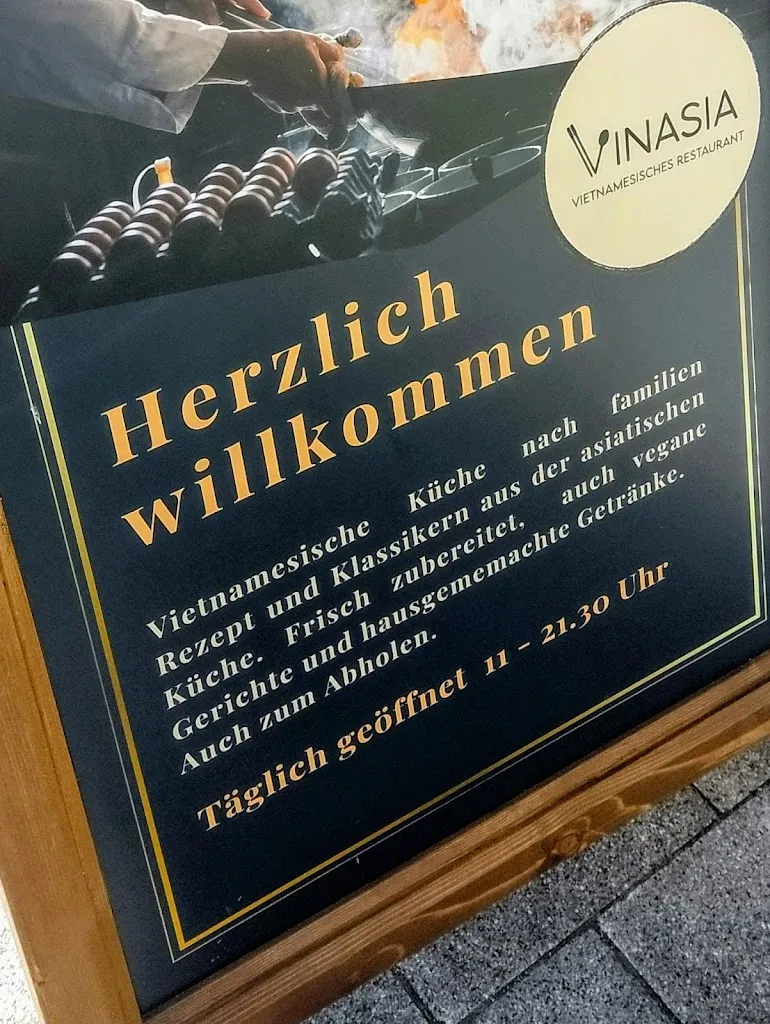 VINASIA
VIETNAMESISCHES RESTAURANT
Herzlich
willkommen
Vietnamesische Küche nach familien
Rezept und Klassikern aus der asiatischen
Küche. Frisch zubereitet, auch vegane
Gerichte und hausgememachte Getränke.
Auch zum Abholen.
Täglich geöffnet 11 - 21.30 Uhr